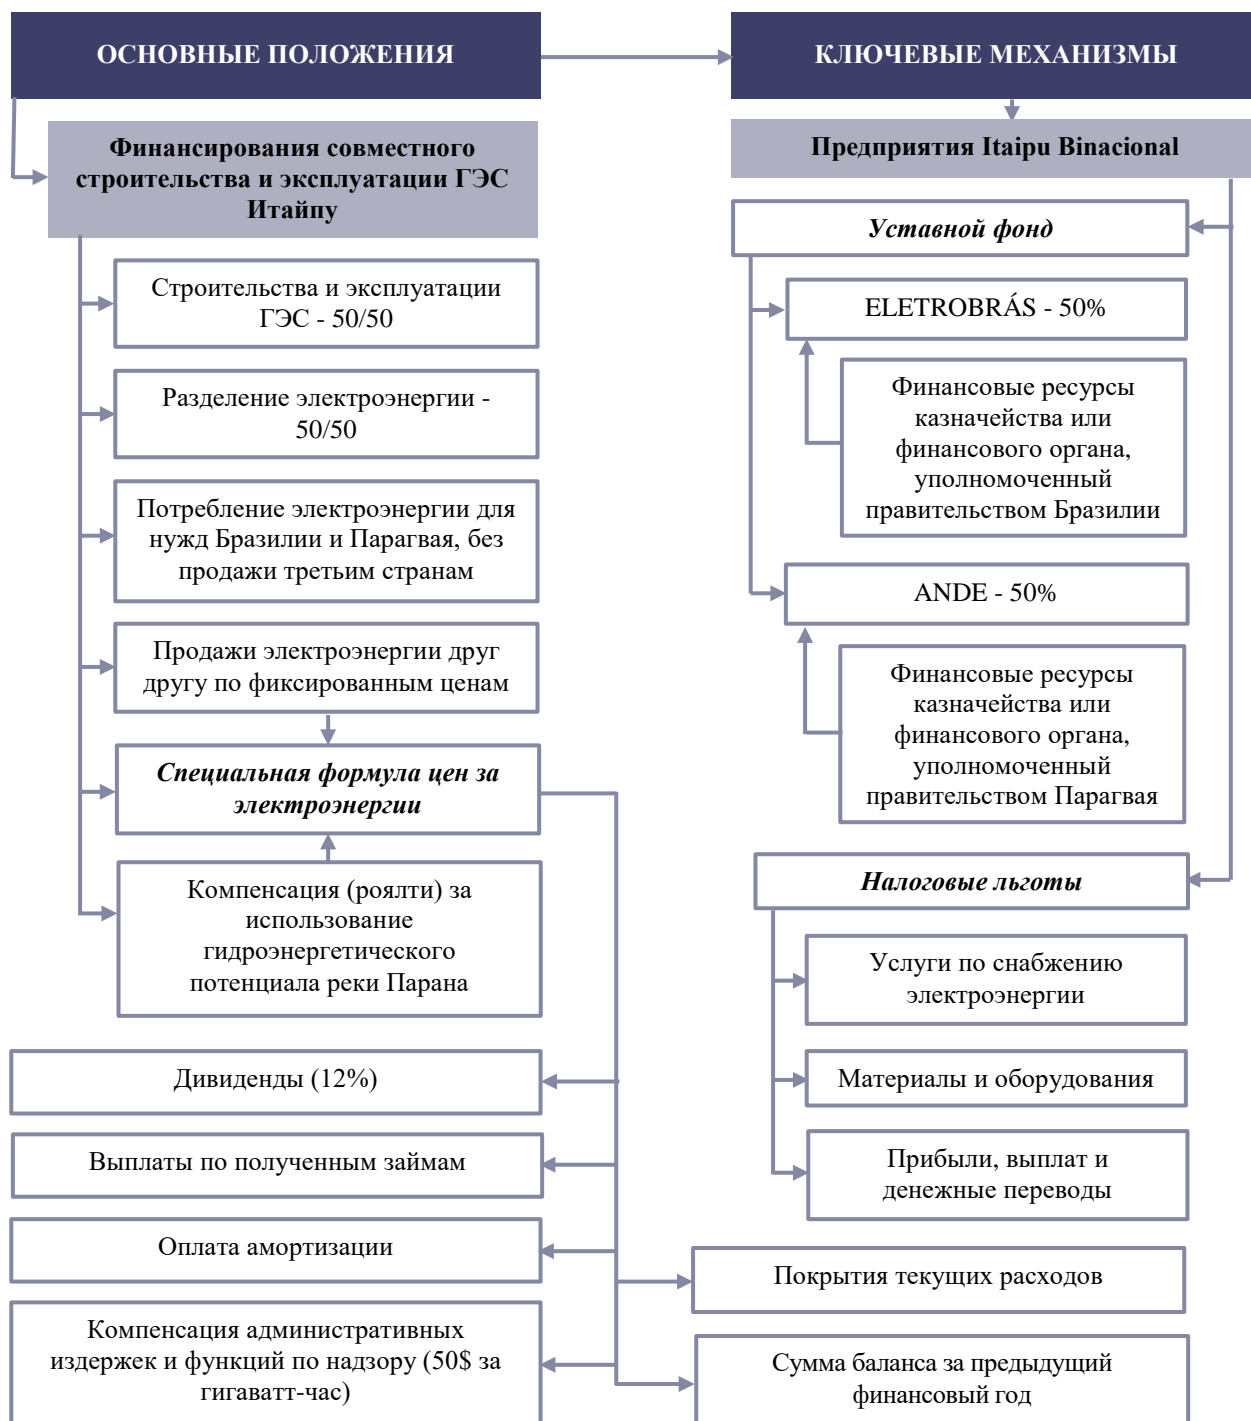 ОСНОВНЫЕ ПОЛОЖЕНИЯ
Финансирования совместного
строительства и эксплуатации ГЭС
Итайпу
Строительства и эксплуатации
ГЭС - 50/50
Разделение электроэнергии -
50/50
Потребление электроэнергии для
нужд Бразилии и Парагвая, без
продажи третьим странам
Продажи электроэнергии друг
другу по фиксированным ценам
Специальная формула цен за
электроэнергии
Компенсация (роялти) за
использование
гидроэнергетического
потенциала реки Парана
Дивиденды (12%)
Выплаты по полученным займам
Оплата амортизации
Компенсация административных
издержек и функций по надзору (50$ за
гигаватт-час)
КЛЮЧЕВЫЕ МЕХАНИЗМЫ
Предприятия Itaipu Binacional
Уставной фонд
ELETROBRÁS - 50%
Финансовые ресурсы
казначейства или
финансового органа,
уполномоченный
правительством Бразилии
ANDE - 50%
Финансовые ресурсы
казначейства или
финансового органа,
уполномоченный
правительством Парагвая
Налоговые льготы
Услуги по снабжению
электроэнергии
Материалы и оборудования
Прибыли, выплат и
денежные переводы
Покрытия текущих расходов
Сумма баланса за предыдущий
финансовый год